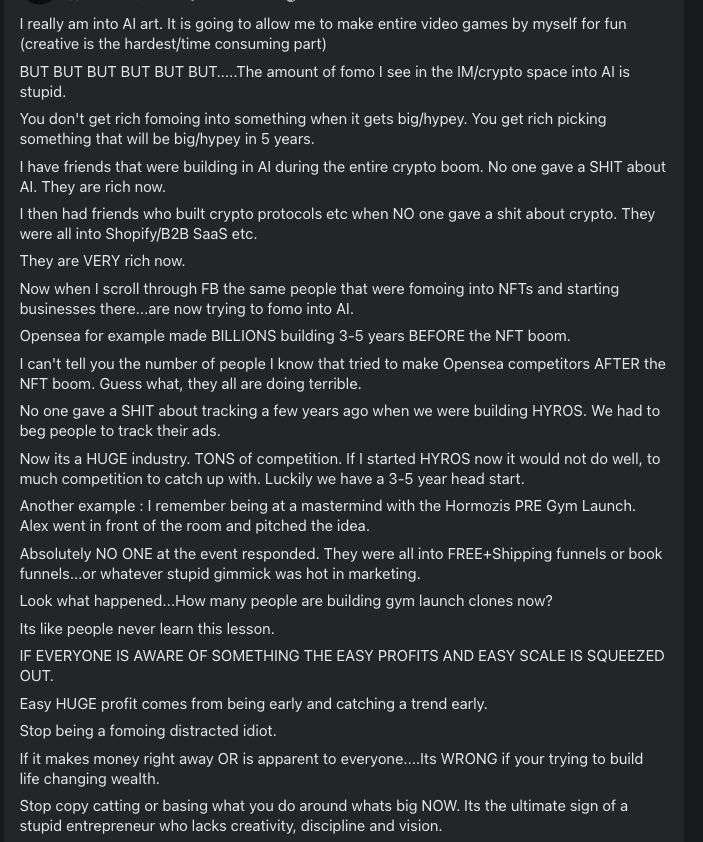 I really am into AI art. It is going to allow me to make entire video games by myself for fun
(creative is the hardest/time consuming part)
BUT BUT BUT BUT BUT BUT.....The amount of fomo I see in the IM/crypto space into AI is
stupid.
You don't get rich fomoing into something when it gets big/hypey. You get rich picking
something that will be big/hypey in 5 years.
I have friends that were building in AI during the entire crypto boom. No one gave a SHIT about
AI. They are rich now.
I then had friends who built crypto protocols etc when NO one gave a shit about crypto. They
were all into Shopify/B2B SaaS etc.
They are VERY rich now.
Now when I scroll through FB the same people that were fomoing into NFTs and starting
businesses there...are now trying to fomo into AI.
Opensea for example made BILLIONS building 3-5 years BEFORE the NFT boom.
I can't tell you the number of people I know that tried to make Opensea competitors AFTER the
NFT boom. Guess what, they all are doing terrible.
No one gave a SHIT about tracking a few years ago when we were building HYROS. We had to
beg people to track their ads.
Now its a HUGE industry. TONS of competition. If I started HYROS now it would not do well, to
much competition to catch up with. Luckily we have a 3-5 year head start.
Another example : I remember being at a mastermind with the Hormozis PRE Gym Launch.
Alex went in front of the room and pitched the idea.
Absolutely NO ONE at the event responded. They were all into FREE+Shipping funnels or book
funnels...or whatever stupid gimmick was hot in marketing.
Look what happened...How many people are building gym launch clones now?
Its like people never learn this lesson.
IF EVERYONE IS AWARE OF SOMETHING THE EASY PROFITS AND EASY SCALE IS SQUEEZED
OUT.
Easy HUGE profit comes from being early and catching a trend early.
Stop being a fomoing distracted idiot.
If it makes money right away OR is apparent to everyone....Its WRONG if your trying to build
life changing wealth.
Stop copy catting or basing what you do around whats big NOW. Its the ultimate sign of a
stupid entrepreneur who lacks creativity, discipline and vision.